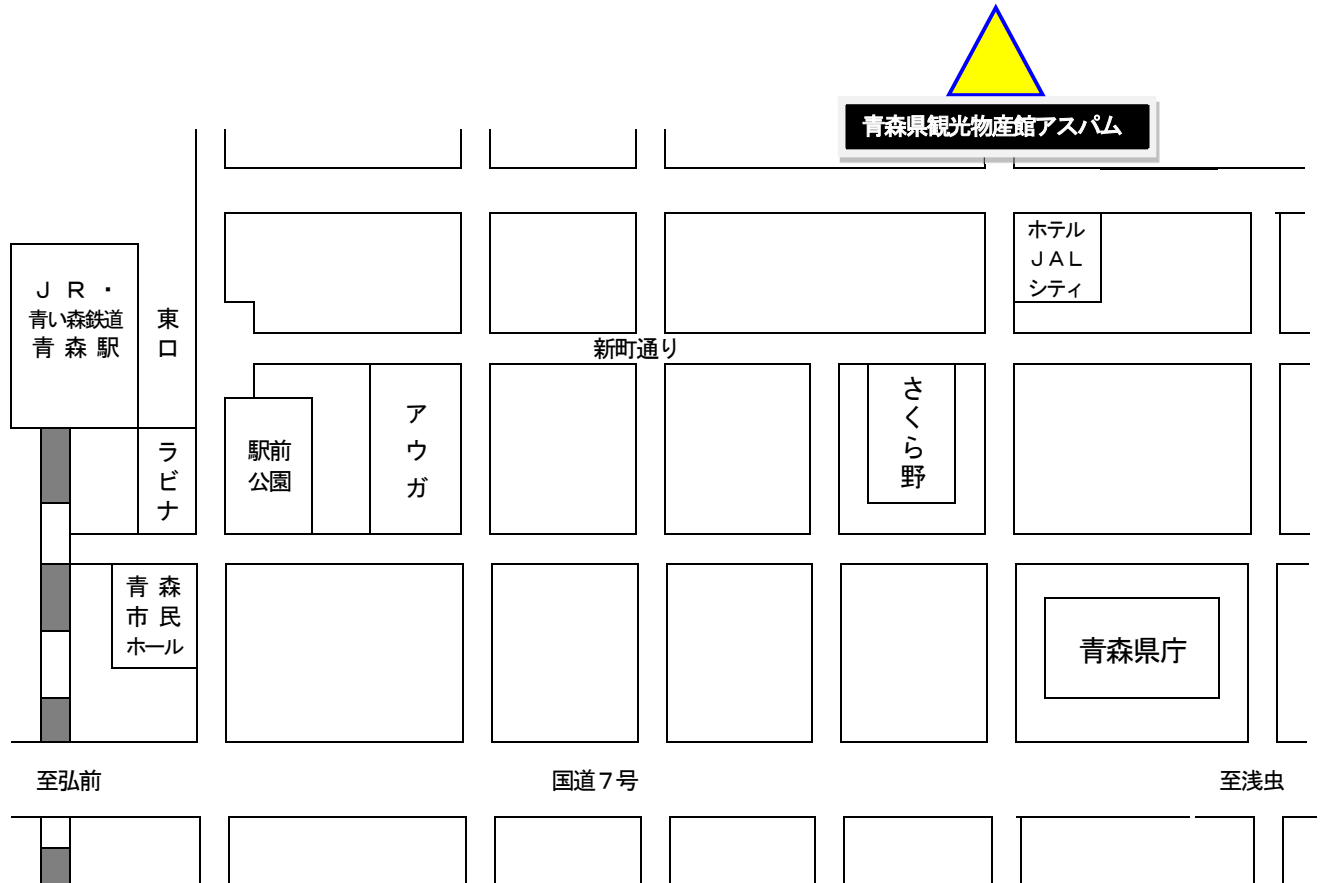 青森県観光物産館アスパム
ホテル
ＪＡＬ
シティ
ＪＲ・
青い森鉄道
青森駅
東口
新町通り
アウガ
さくら野
駅前
公園
ラビナ
青森
市民
ホール
青森県庁
至弘前
国道７号
至浅虫